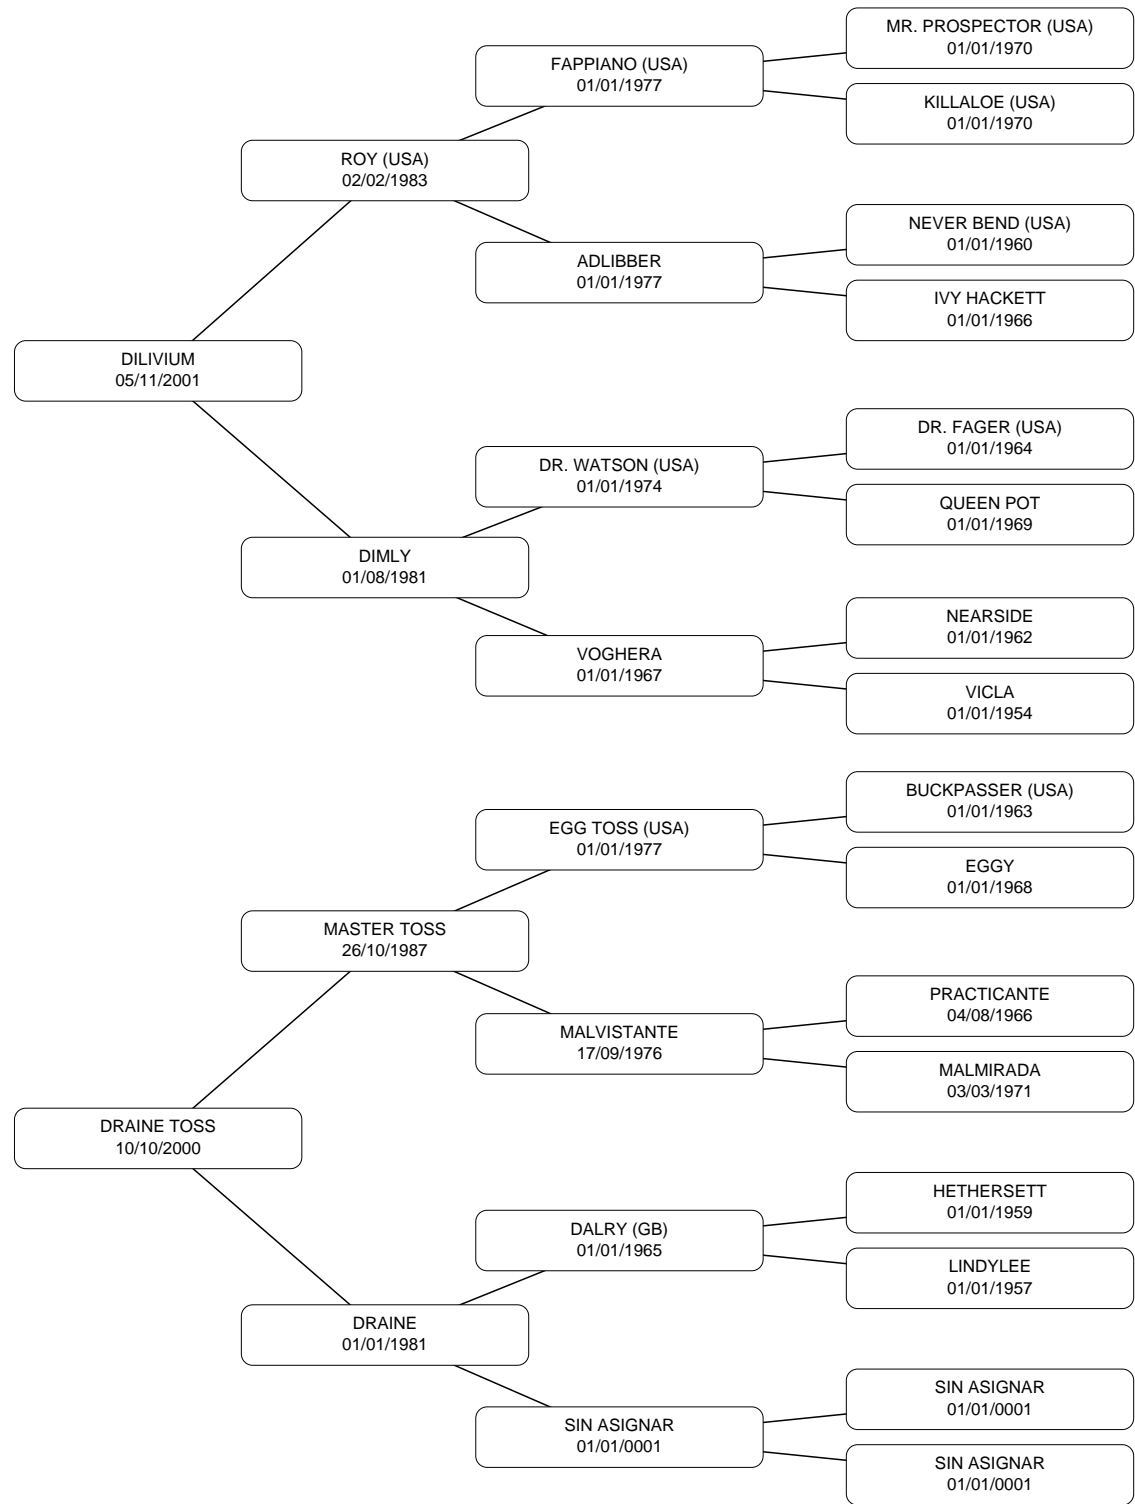 MR. PROSPECTOR (USA)
01/01/1970
FAPPIANO (USA)
01/01/1977
KILLALOE (USA)
01/01/1970
ROY (USA)
02/02/1983
NEVER BEND (USA)
01/01/1960
ADLIBBER
01/01/1977
IVY HACKETT
01/01/1966
DILIVIUM
05/11/2001
DR. FAGER (USA)
01/01/1964
DR. WATSON (USA)
01/01/1974
QUEEN POT
01/01/1969
DIMLY
01/08/1981
NEARSIDE
01/01/1962
VOGHERA
01/01/1967
VICLA
01/01/1954
BUCKPASSER (USA)
01/01/1963
EGG TOSS (USA)
01/01/1977
EGGY
01/01/1968
MASTER TOSS
26/10/1987
PRACTICANTE
04/08/1966
MALVISTANTE
17/09/1976
MALMIRADA
03/03/1971
DRAINE TOSS
10/10/2000
HETHERSETT
01/01/1959
DALRY (GB)
01/01/1965
LINDYLEE
01/01/1957
DRAINE
01/01/1981
SIN ASIGNAR
01/01/0001
SIN ASIGNAR
01/01/0001
SIN ASIGNAR
01/01/0001